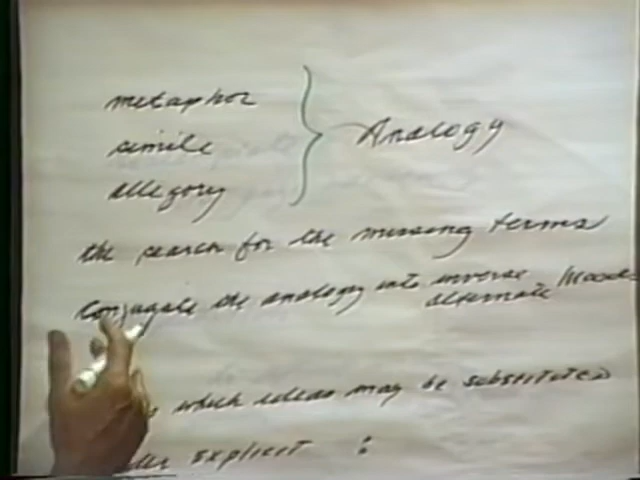 metaphor
simile
allegory
Analogy
the search for the missing terms
Conjugate the analogy into inverse
alternate
which ideas may be substituted
explicit :